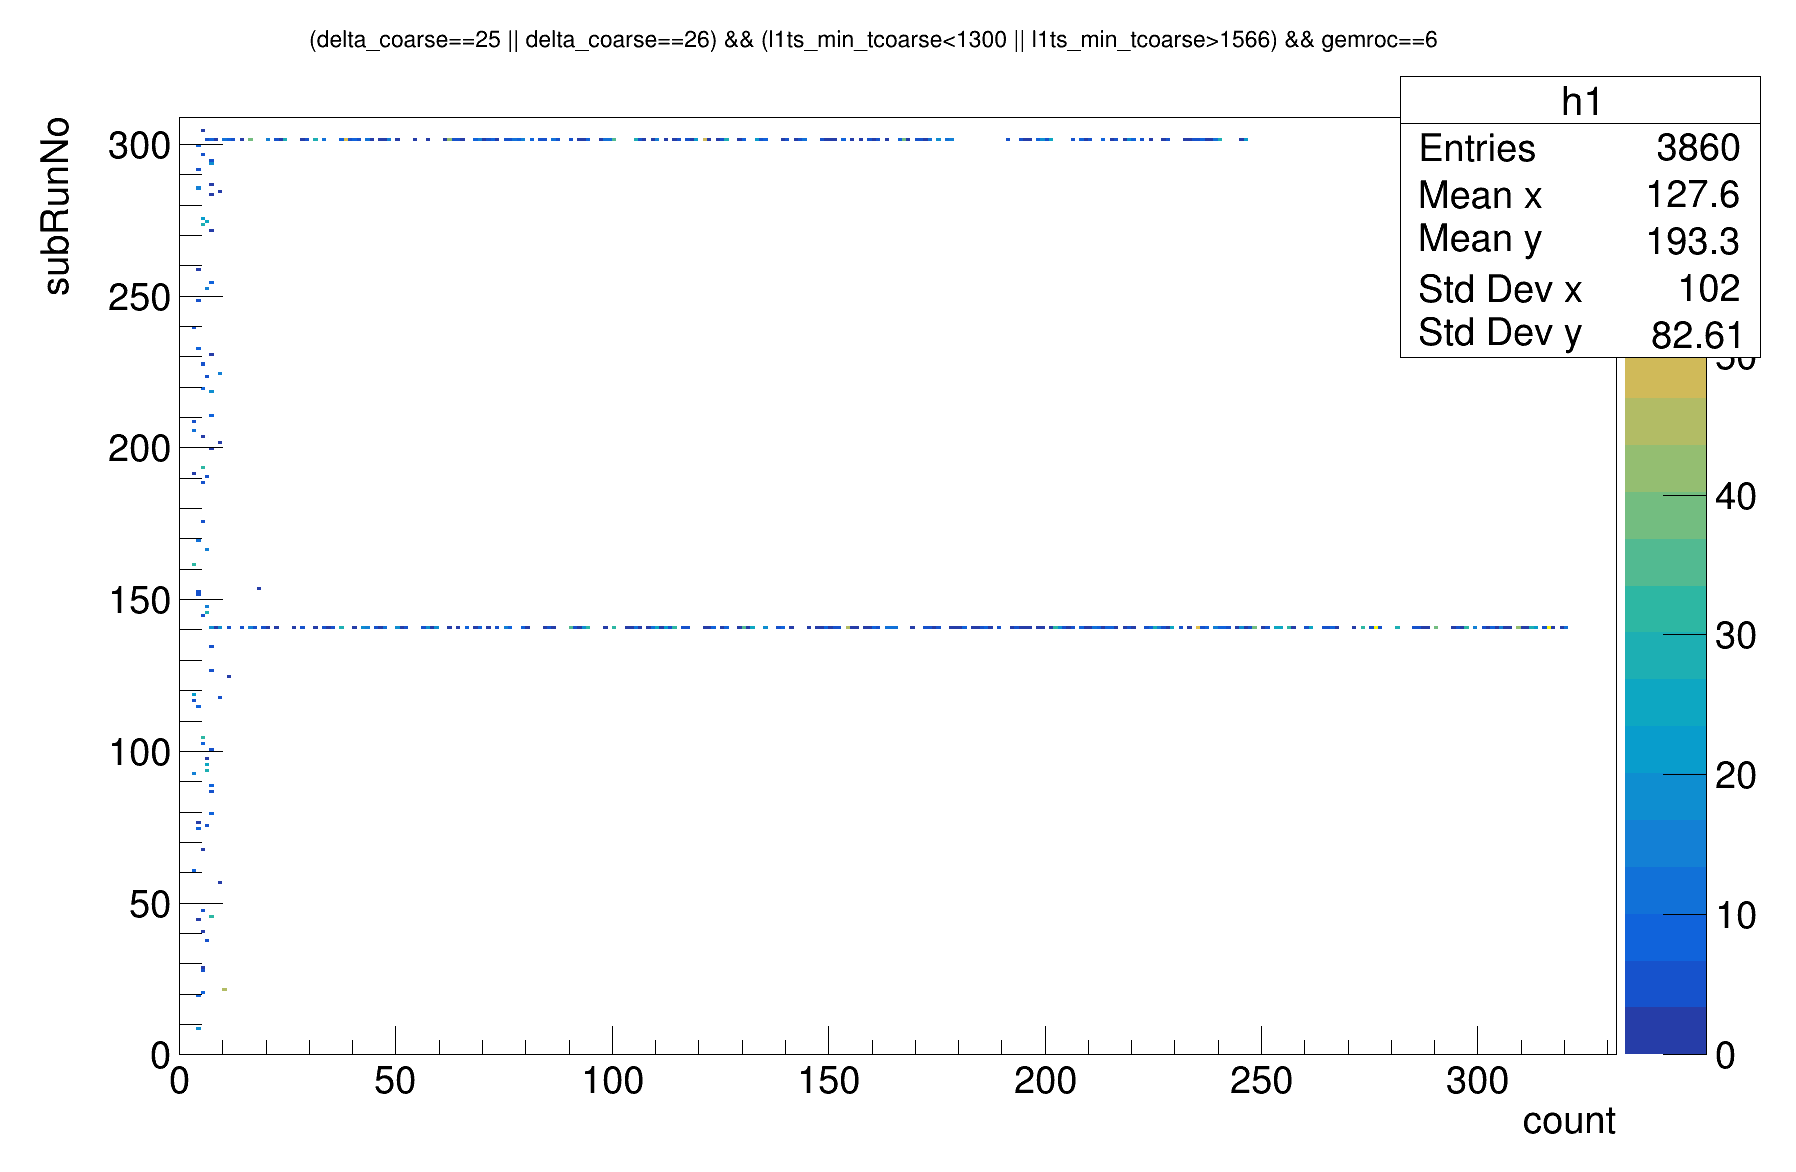 (delta_coarse==25 || delta_coarse==26) && (l1ts_min_tcoarse<1300 || l1ts_min_tcoarse>1566) && gemroc==6
h1
Entries 3860
Mean x 127.6
Mean y 193.3
Std Dev x 102
Std Dev y 82.61
subRunNo
300
250
200
150
100
50
0
0 50 100 150 200 250 300
count
50
40
30
20
10
0